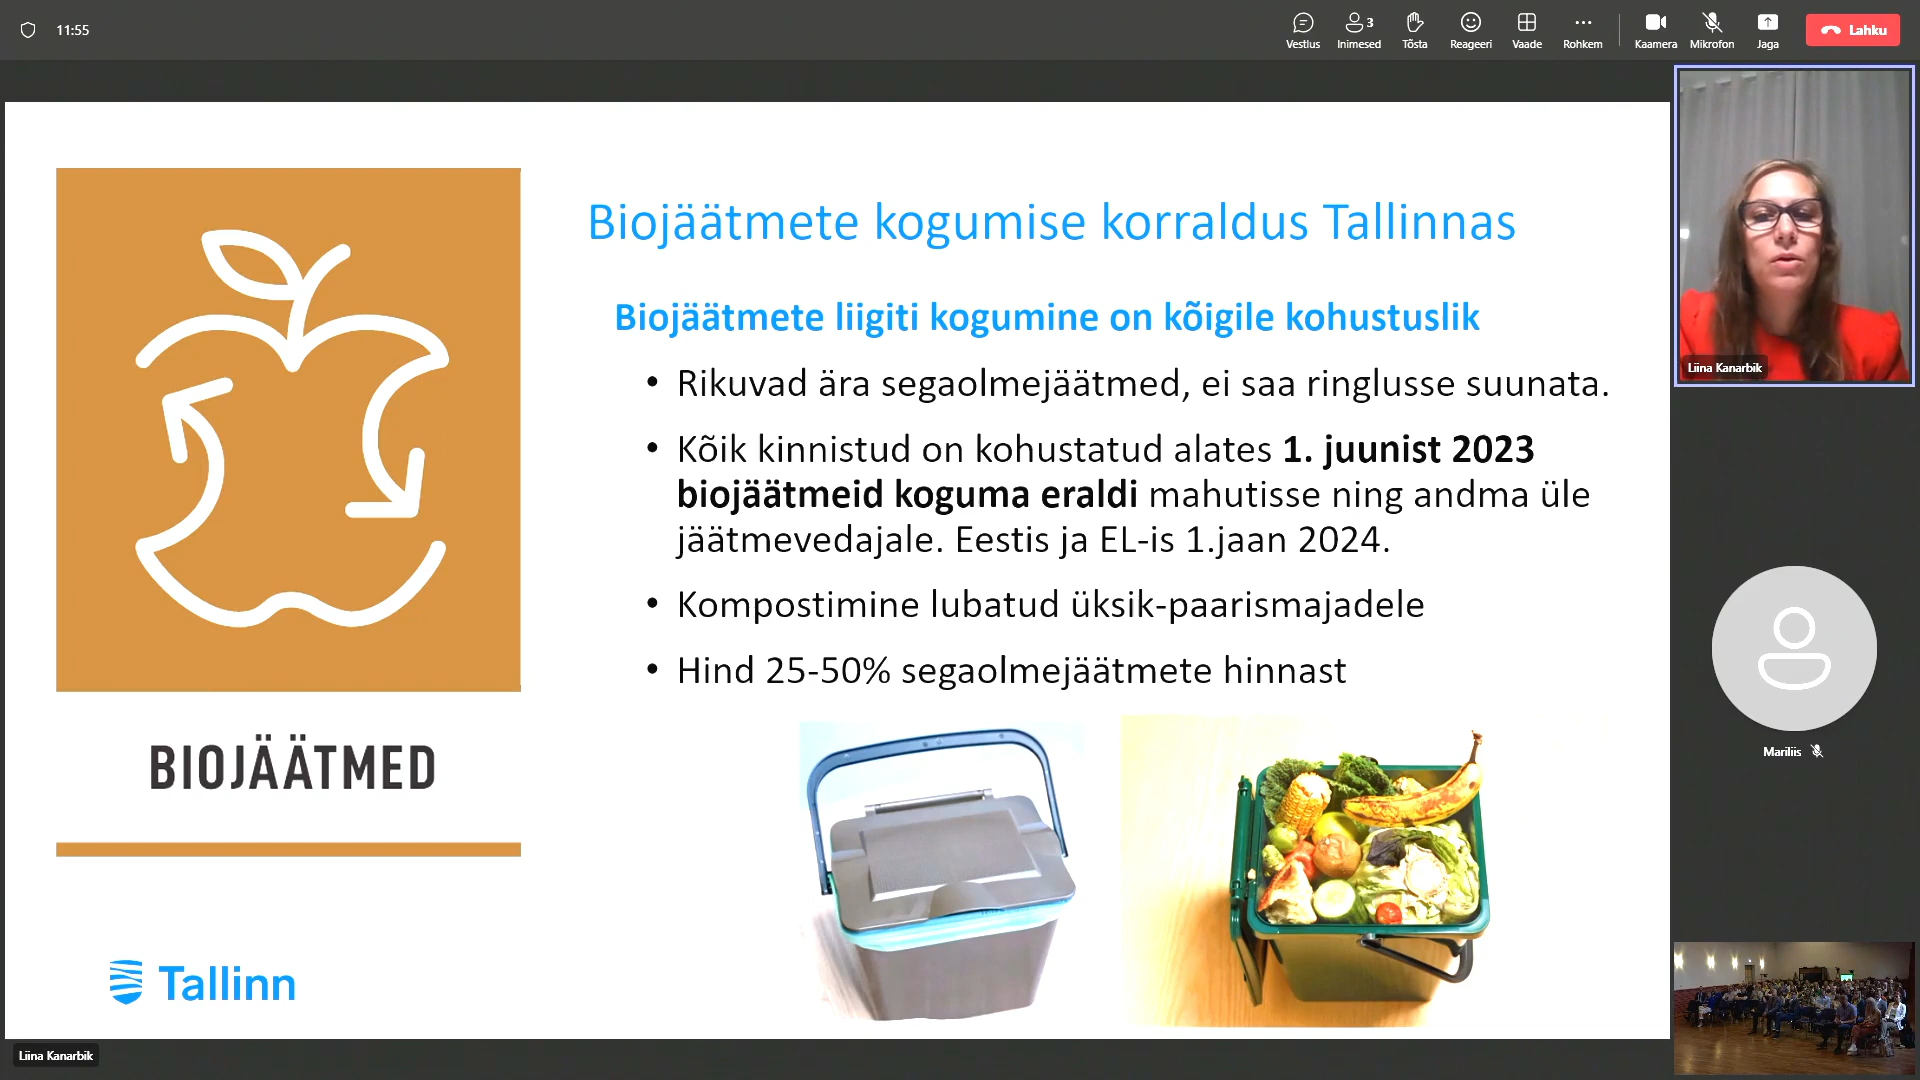 11:55
Vestlus
Inimesed
3
Tõsta
Reageeri
Vaade
Rohkem
Kaamera
Mikrofon
Jaga
Lahku
Biojäätmete kogumise korraldus Tallinnas
Biojäätmete liigiti kogumine on kõigile kohustuslik
• Rikuvad ära segaolmejäätmed, ei saa ringlusse suunata.
• Kõik kinnistud on kohustatud alates 1. juunist 2023
biojäätmeid koguma eraldi mahutisse ning andma üle
jäätmevedajale. Eestis ja EL-is 1.jaan 2024.
• Kompostimine lubatud üksik-paarismajadele
• Hind 25-50% segaolmejäätmete hinnast
BIOJÄÄTMED
Tallinn
Liina Kanarbik
Liina Kanarbik
Mariliis